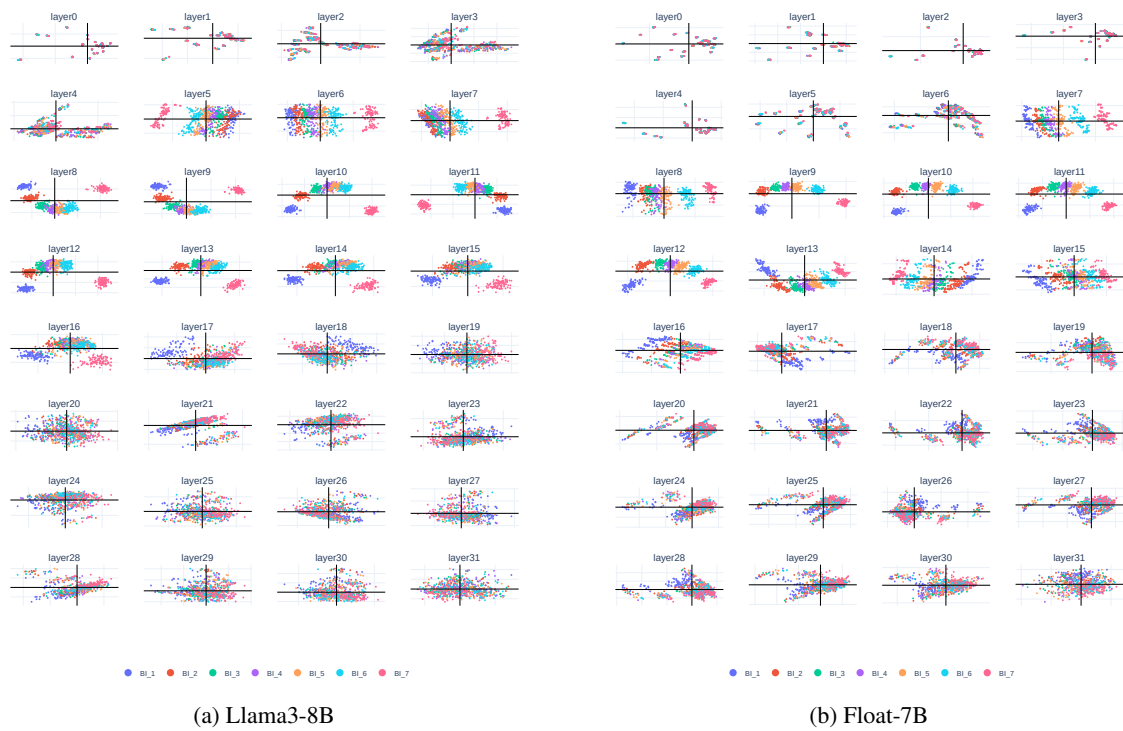 layer0 layer1 layer2 layer3
layer4 layer5 layer6 layer7
layer8 layer9 layer10 layer11
layer12 layer13 layer14 layer15
layer16 layer17 layer18 layer19
layer20 layer21 layer22 layer23
layer24 layer25 layer26 layer27
layer28 layer29 layer30 layer31
BI_1 BI_2 BI_3 BI_4 BI_5 BI_6 BI_7
(a) Llama3-8B
layer0 layer1 layer2 layer3
layer4 layer5 layer6 layer7
layer8 layer9 layer10 layer11
layer12 layer13 layer14 layer15
layer16 layer17 layer18 layer19
layer20 layer21 layer22 layer23
layer24 layer25 layer26 layer27
layer28 layer29 layer30 layer31
BI_1 BI_2 BI_3 BI_4 BI_5 BI_6 BI_7
(b) Float-7B